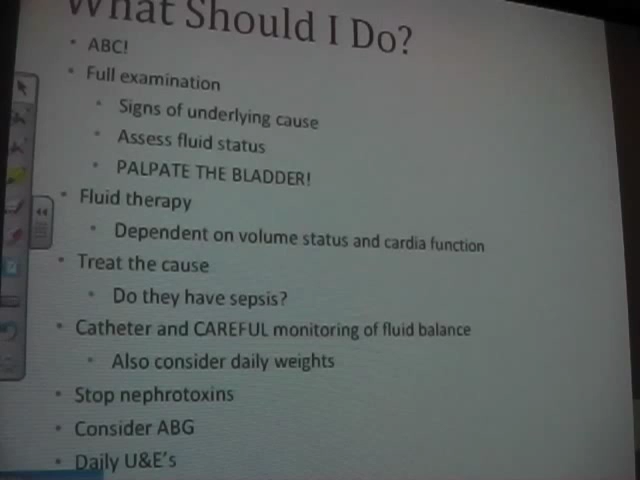 What Should I Do?
ABC!
Full examination
Signs of underlying cause
Assess fluid status
PALPATE THE BLADDER!
Fluid therapy
Dependent on volume status and cardia function
Treat the cause
Do they have sepsis?
Catheter and CAREFUL monitoring of fluid balance
Also consider daily weights
Stop nephrotoxins
Consider ABG
Daily U&E's